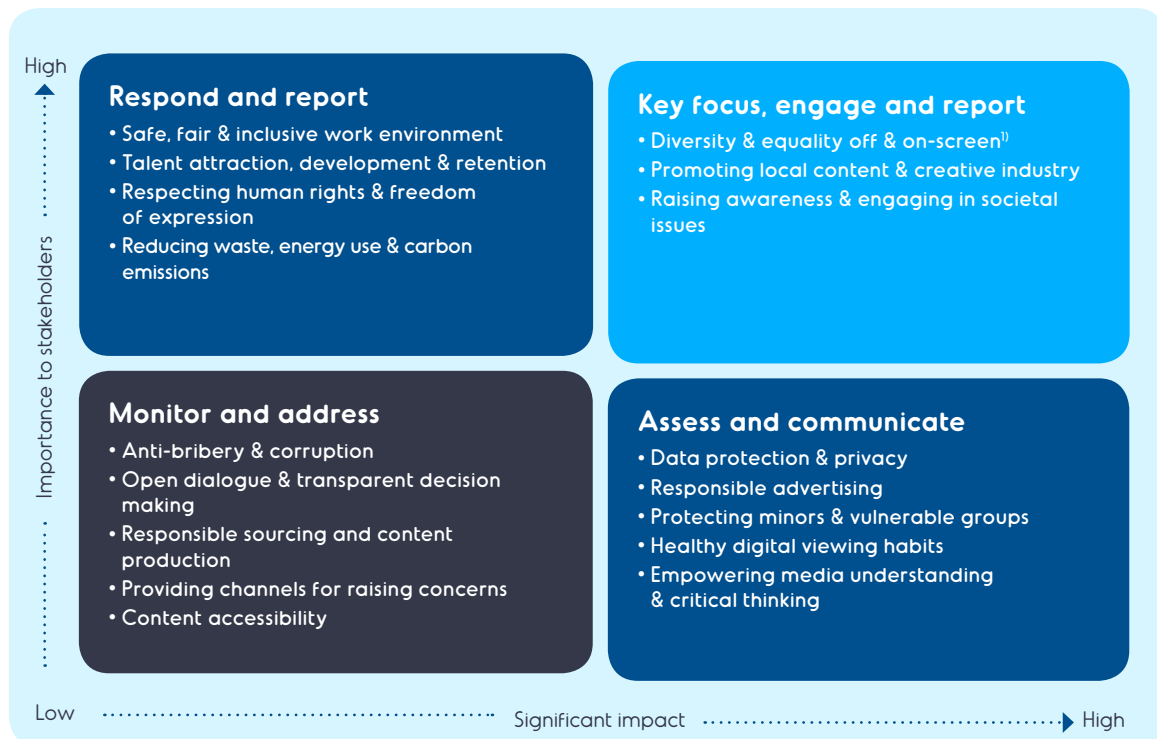 High
Importance to stakeholders
Respond and report
• Safe, fair & inclusive work environment
• Talent attraction, development & retention
• Respecting human rights & freedom
of expression
• Reducing waste, energy use & carbon
emissions
Key focus, engage and report
• Diversity & equality off & on-screen¹⁾
• Promoting local content & creative industry
• Raising awareness & engaging in societal
issues
Monitor and address
• Anti-bribery & corruption
• Open dialogue & transparent decision
making
• Responsible sourcing and content
production
• Providing channels for raising concerns
• Content accessibility
Assess and communicate
• Data protection & privacy
• Responsible advertising
• Protecting minors & vulnerable groups
• Healthy digital viewing habits
• Empowering media understanding
& critical thinking
Low
Significant impact
High